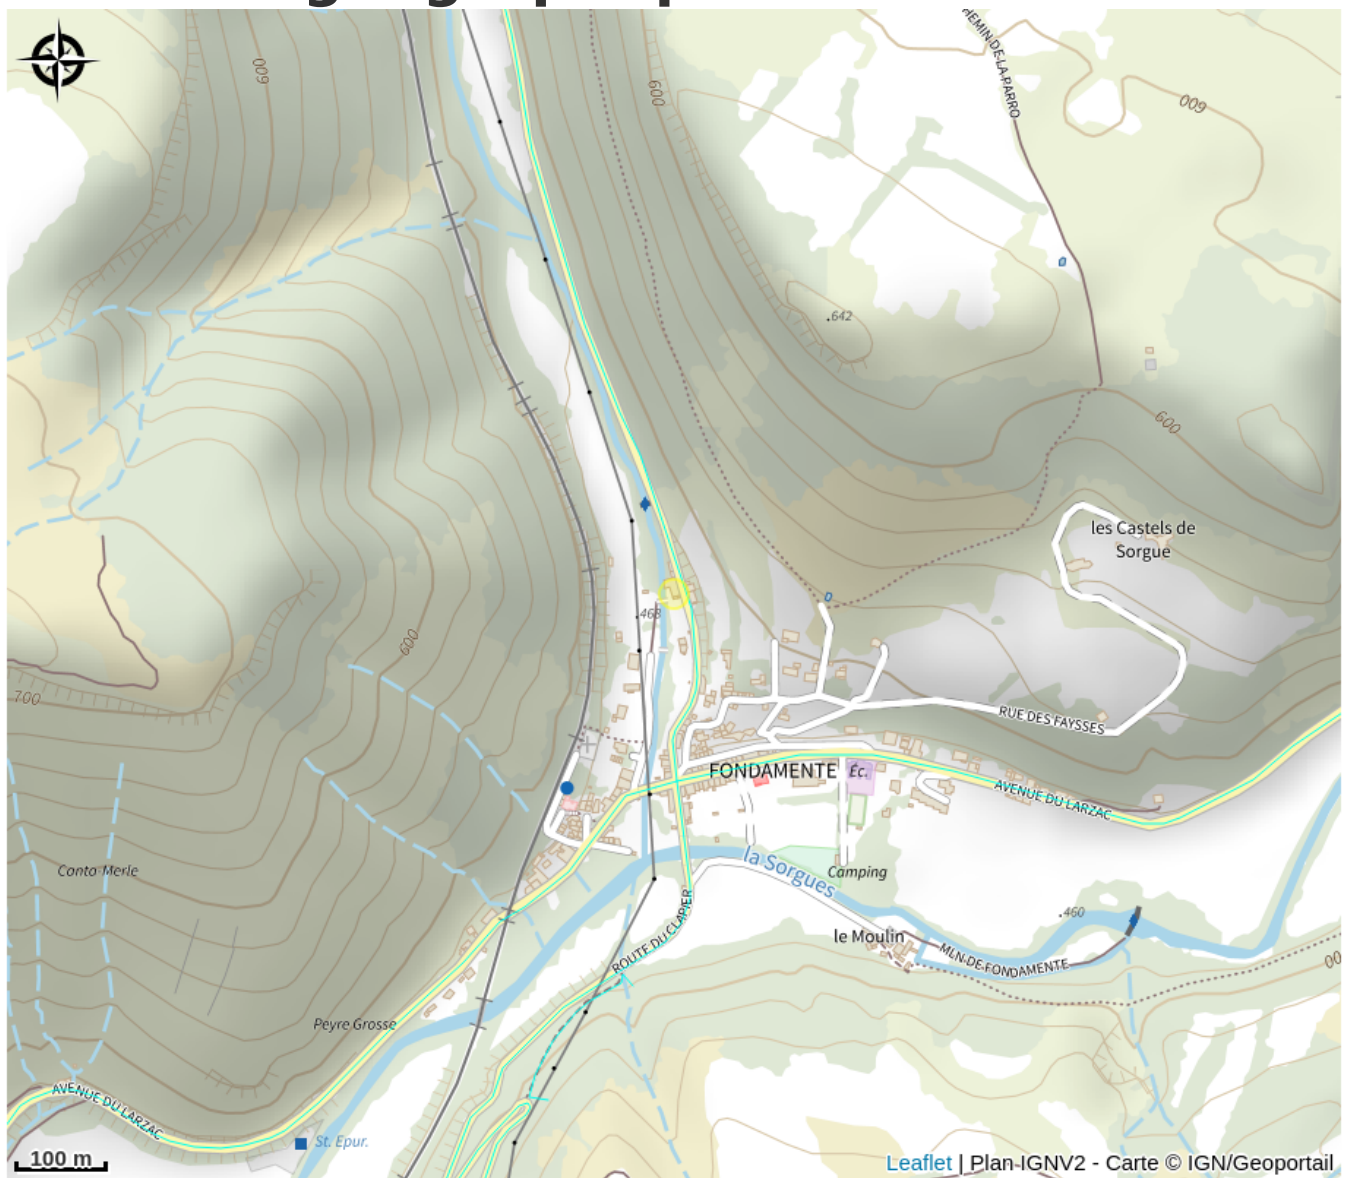 600
600
CHEMIN-DE-LA-PARRO
600
.642
600
les Castels de
Sorgue
.468
600
700
RUE DES FAYSSES
FONDAMENTE
Éc.
AVENUE DU LARZAC
la Sorgues
Camping
Conto-Merle
.460
le Moulin
ROUTE DU CLAPIER
MLN-DE-FONDAMENTE
Peyre Grosse
AVENUE DU LARZAC
St. Epur.
100 m
Leaflet | Plan IGNV2 - Carte © IGN/Geoportail